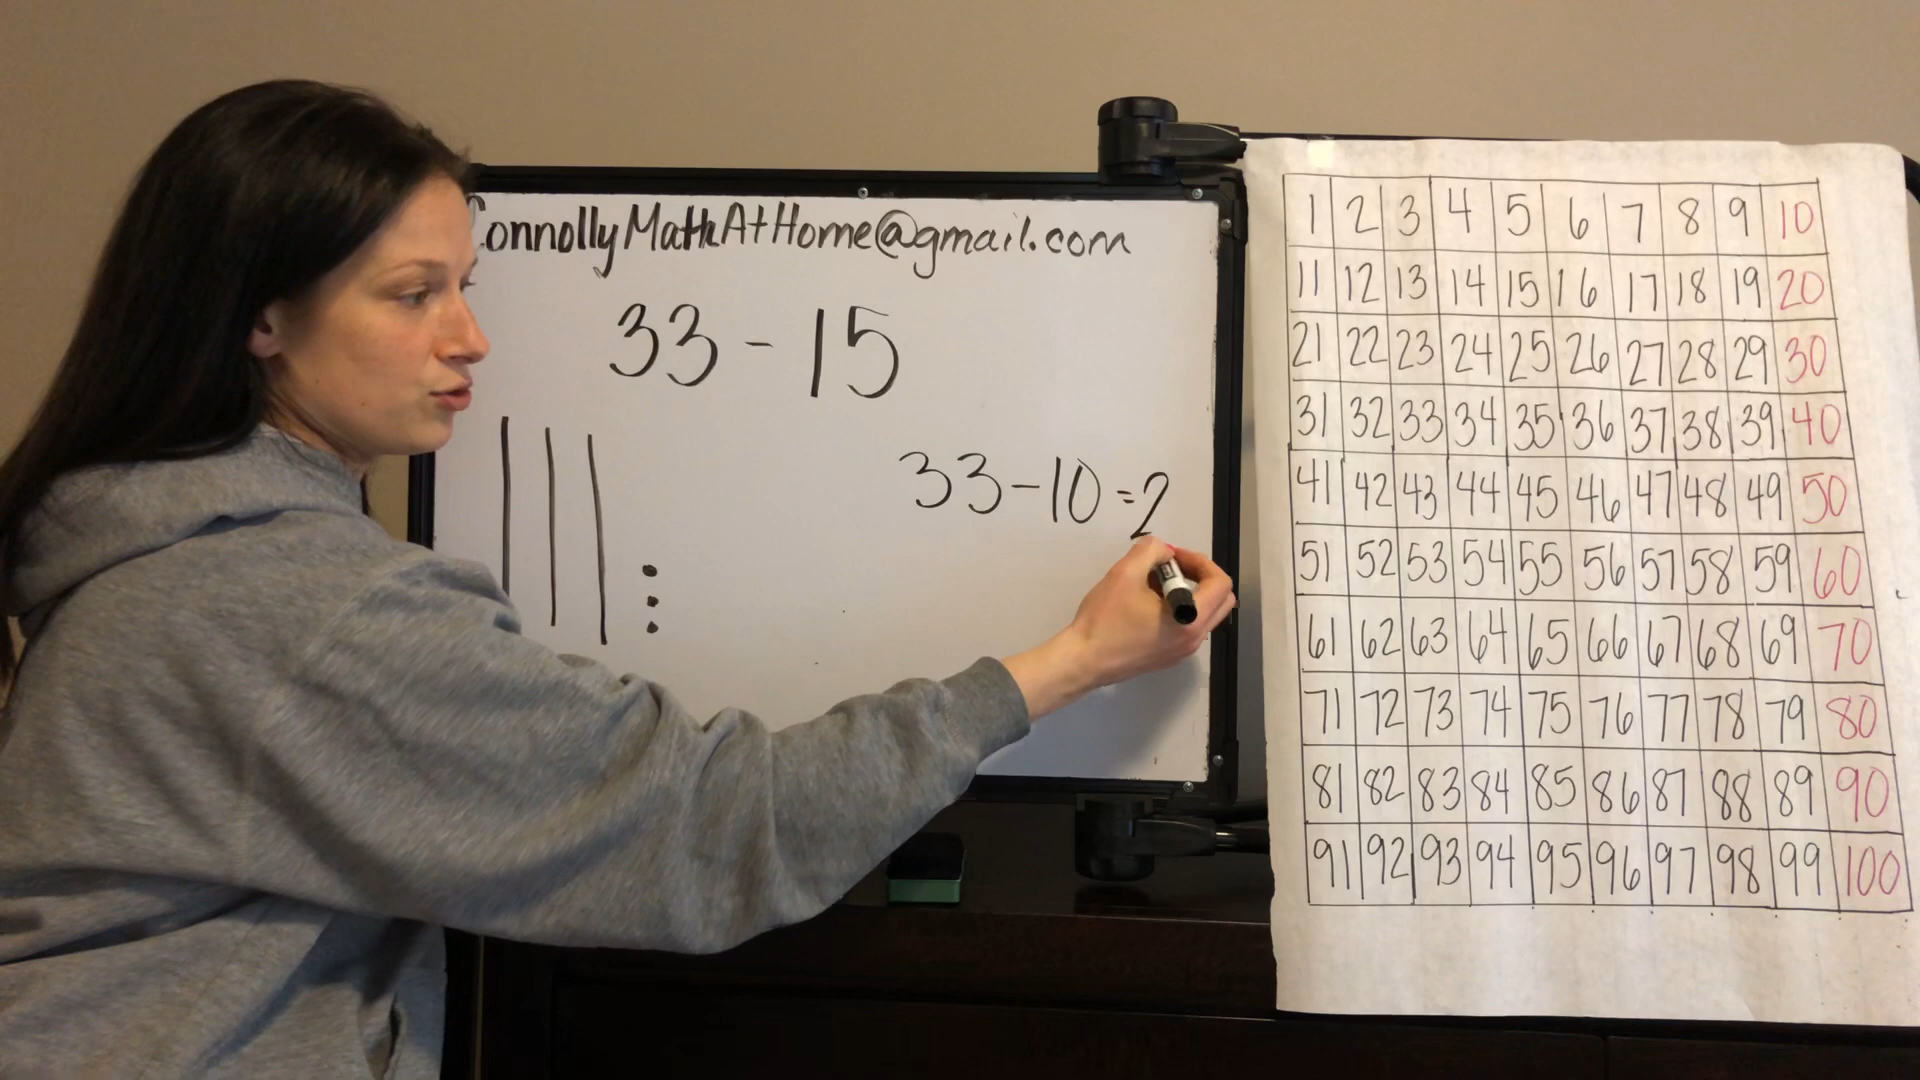 ConnollyMathAtHome@gmail.com
33 - 15
33-10=2
1 2 3 4 5 6 7 8 9 10
11 12 13 14 15 16 17 18 19 20
21 22 23 24 25 26 27 28 29 30
31 32 33 34 35 36 37 38 39 40
41 42 43 44 45 46 47 48 49 50
51 52 53 54 55 56 57 58 59 60
61 62 63 64 65 66 67 68 69 70
71 72 73 74 75 76 77 78 79 80
81 82 83 84 85 86 87 88 89 90
91 92 93 94 95 96 97 98 99 100